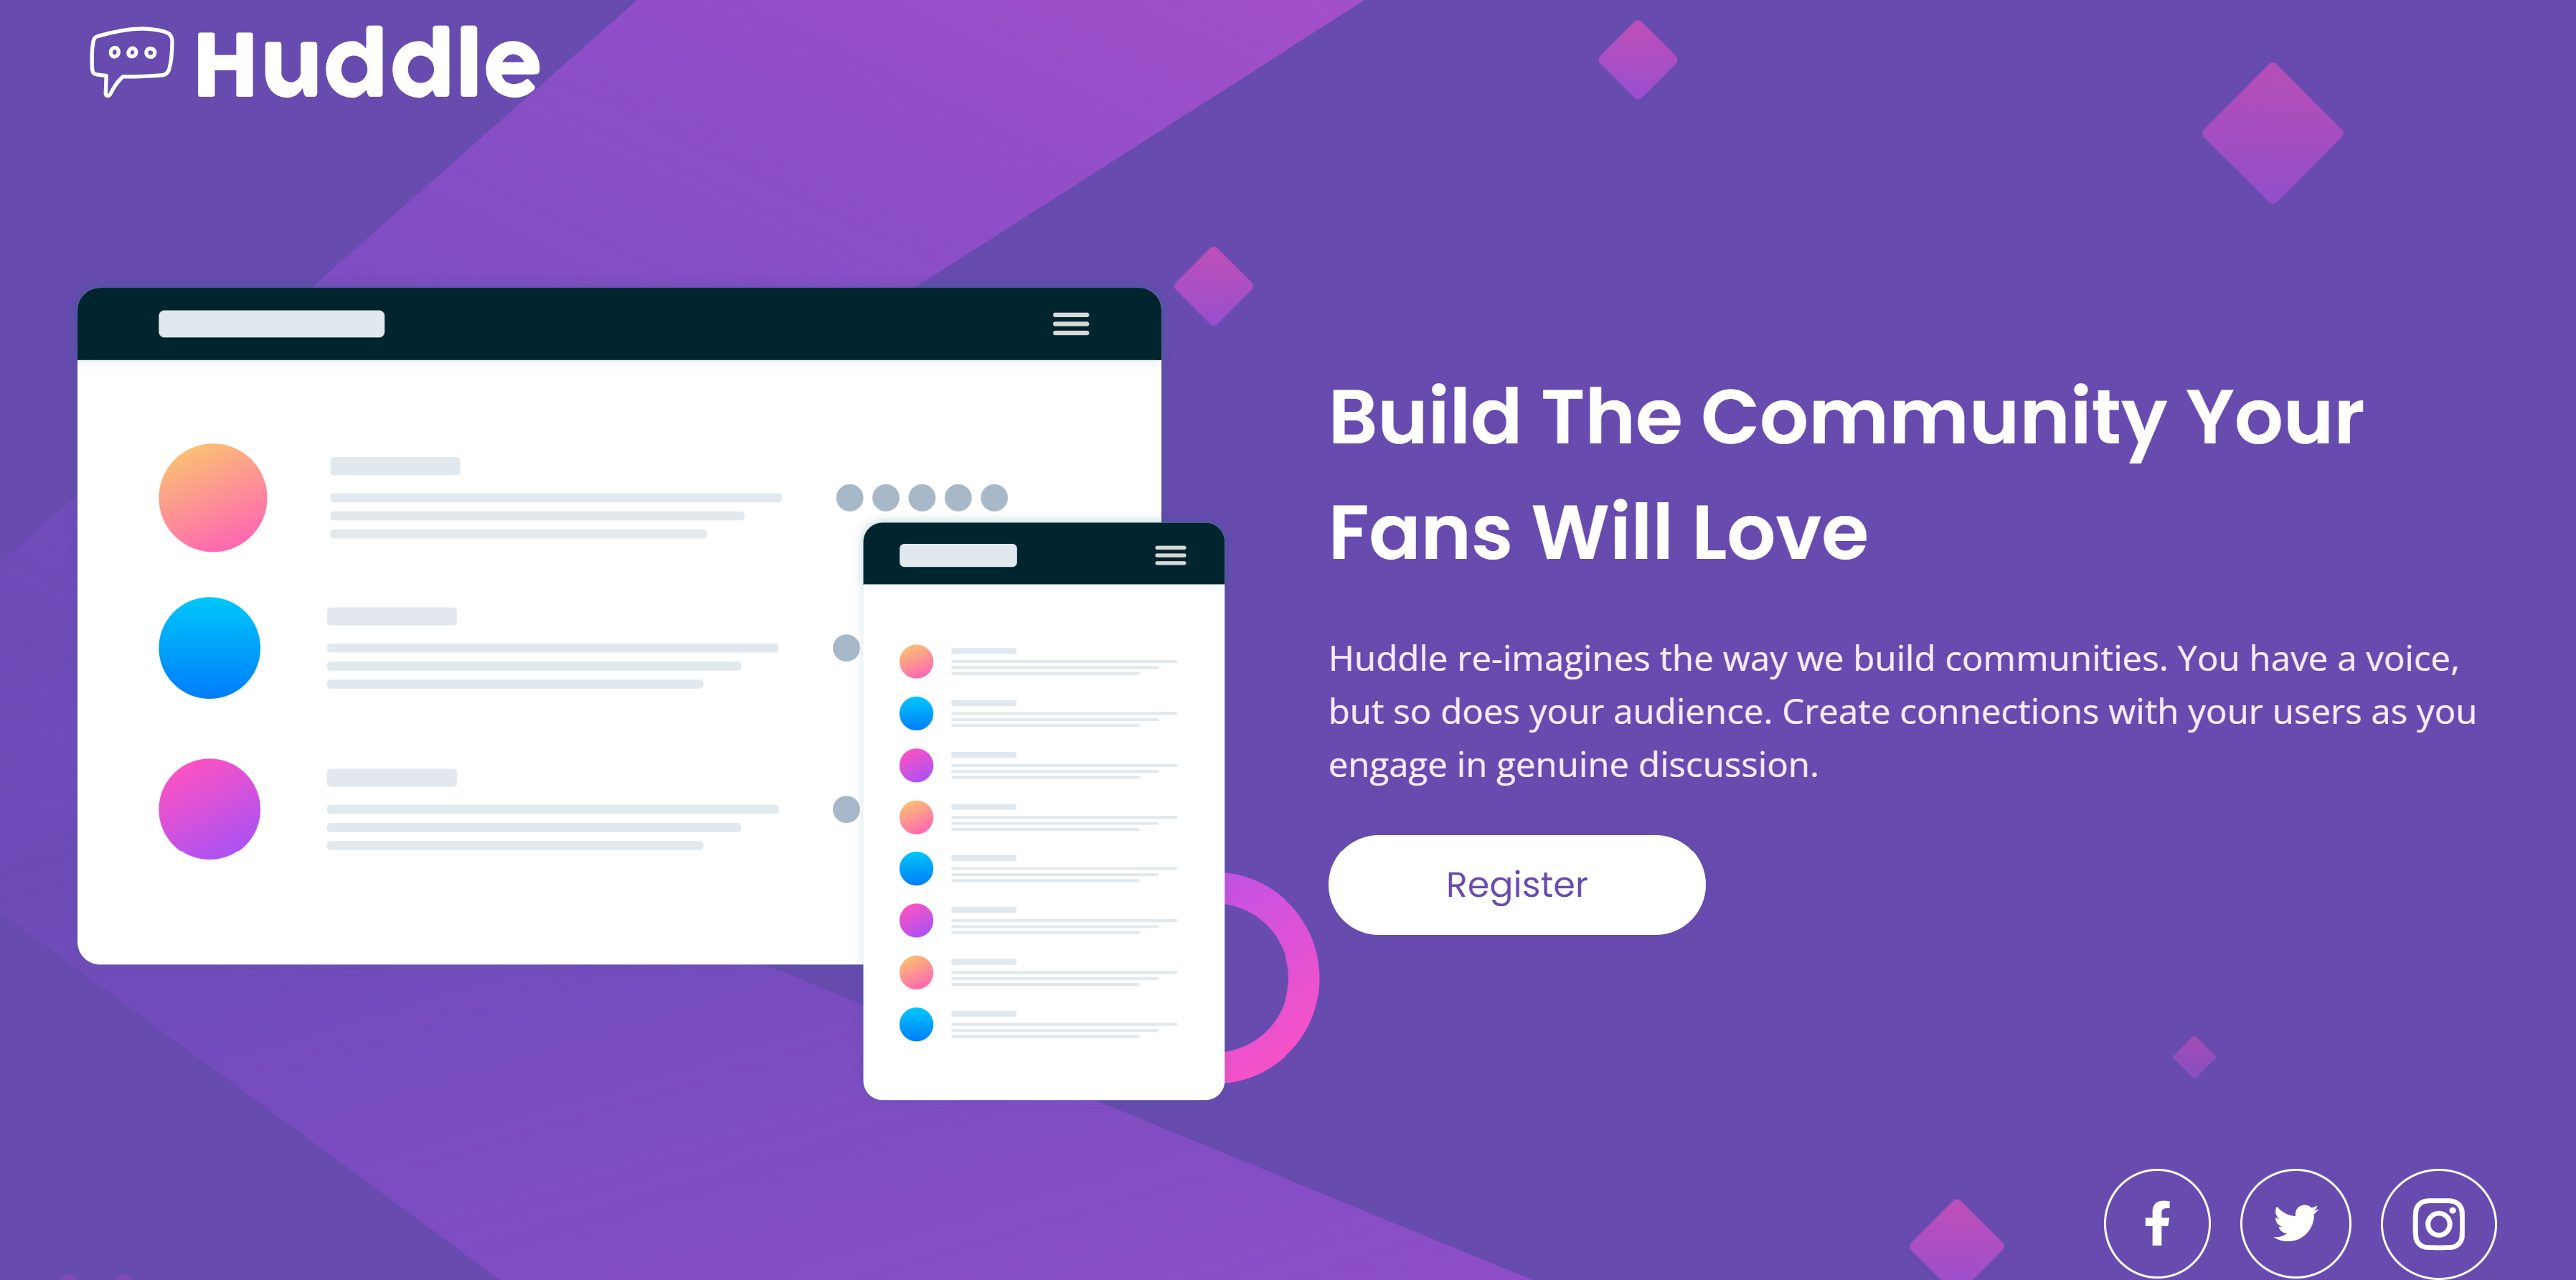 Huddle
Build The Community Your
Fans Will Love
Huddle re-imagines the way we build communities. You have a voice,
but so does your audience. Create connections with your users as you
engage in genuine discussion.
Register